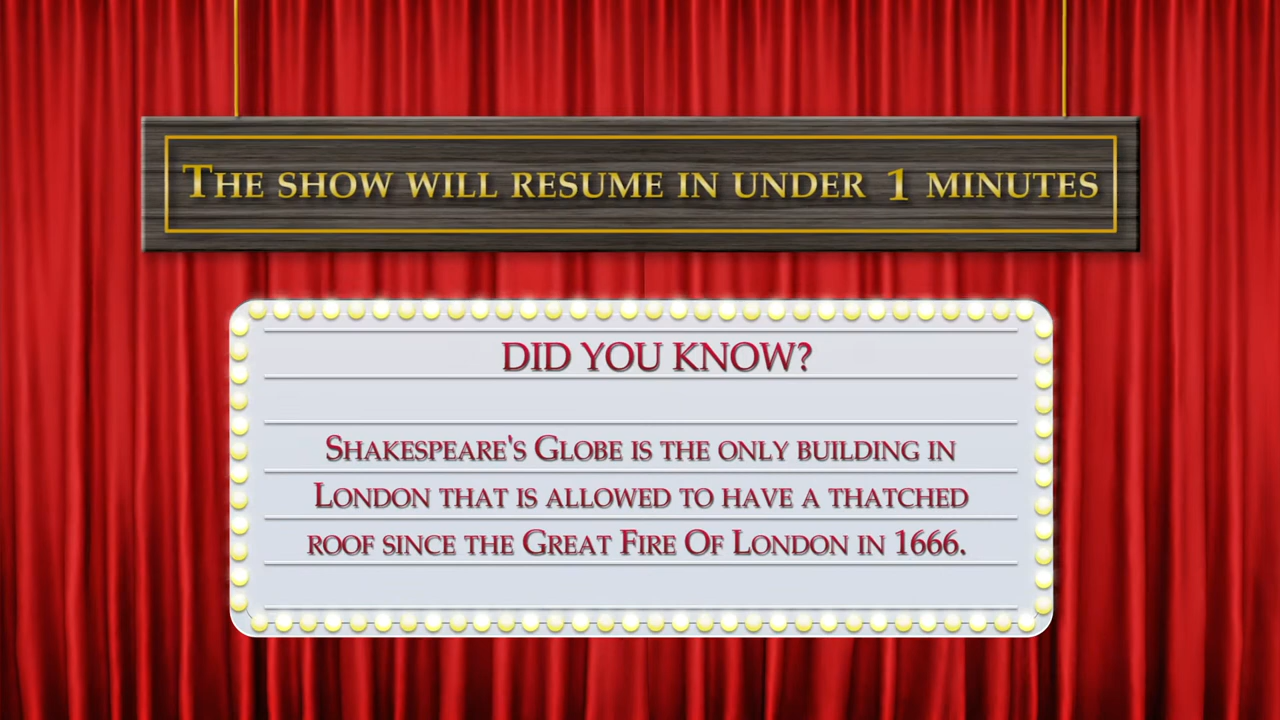 The show will resume in under 1 minutes
DID YOU KNOW?
Shakespeare's Globe is the only building in
London that is allowed to have a thatched
roof since the Great Fire Of London in 1666.